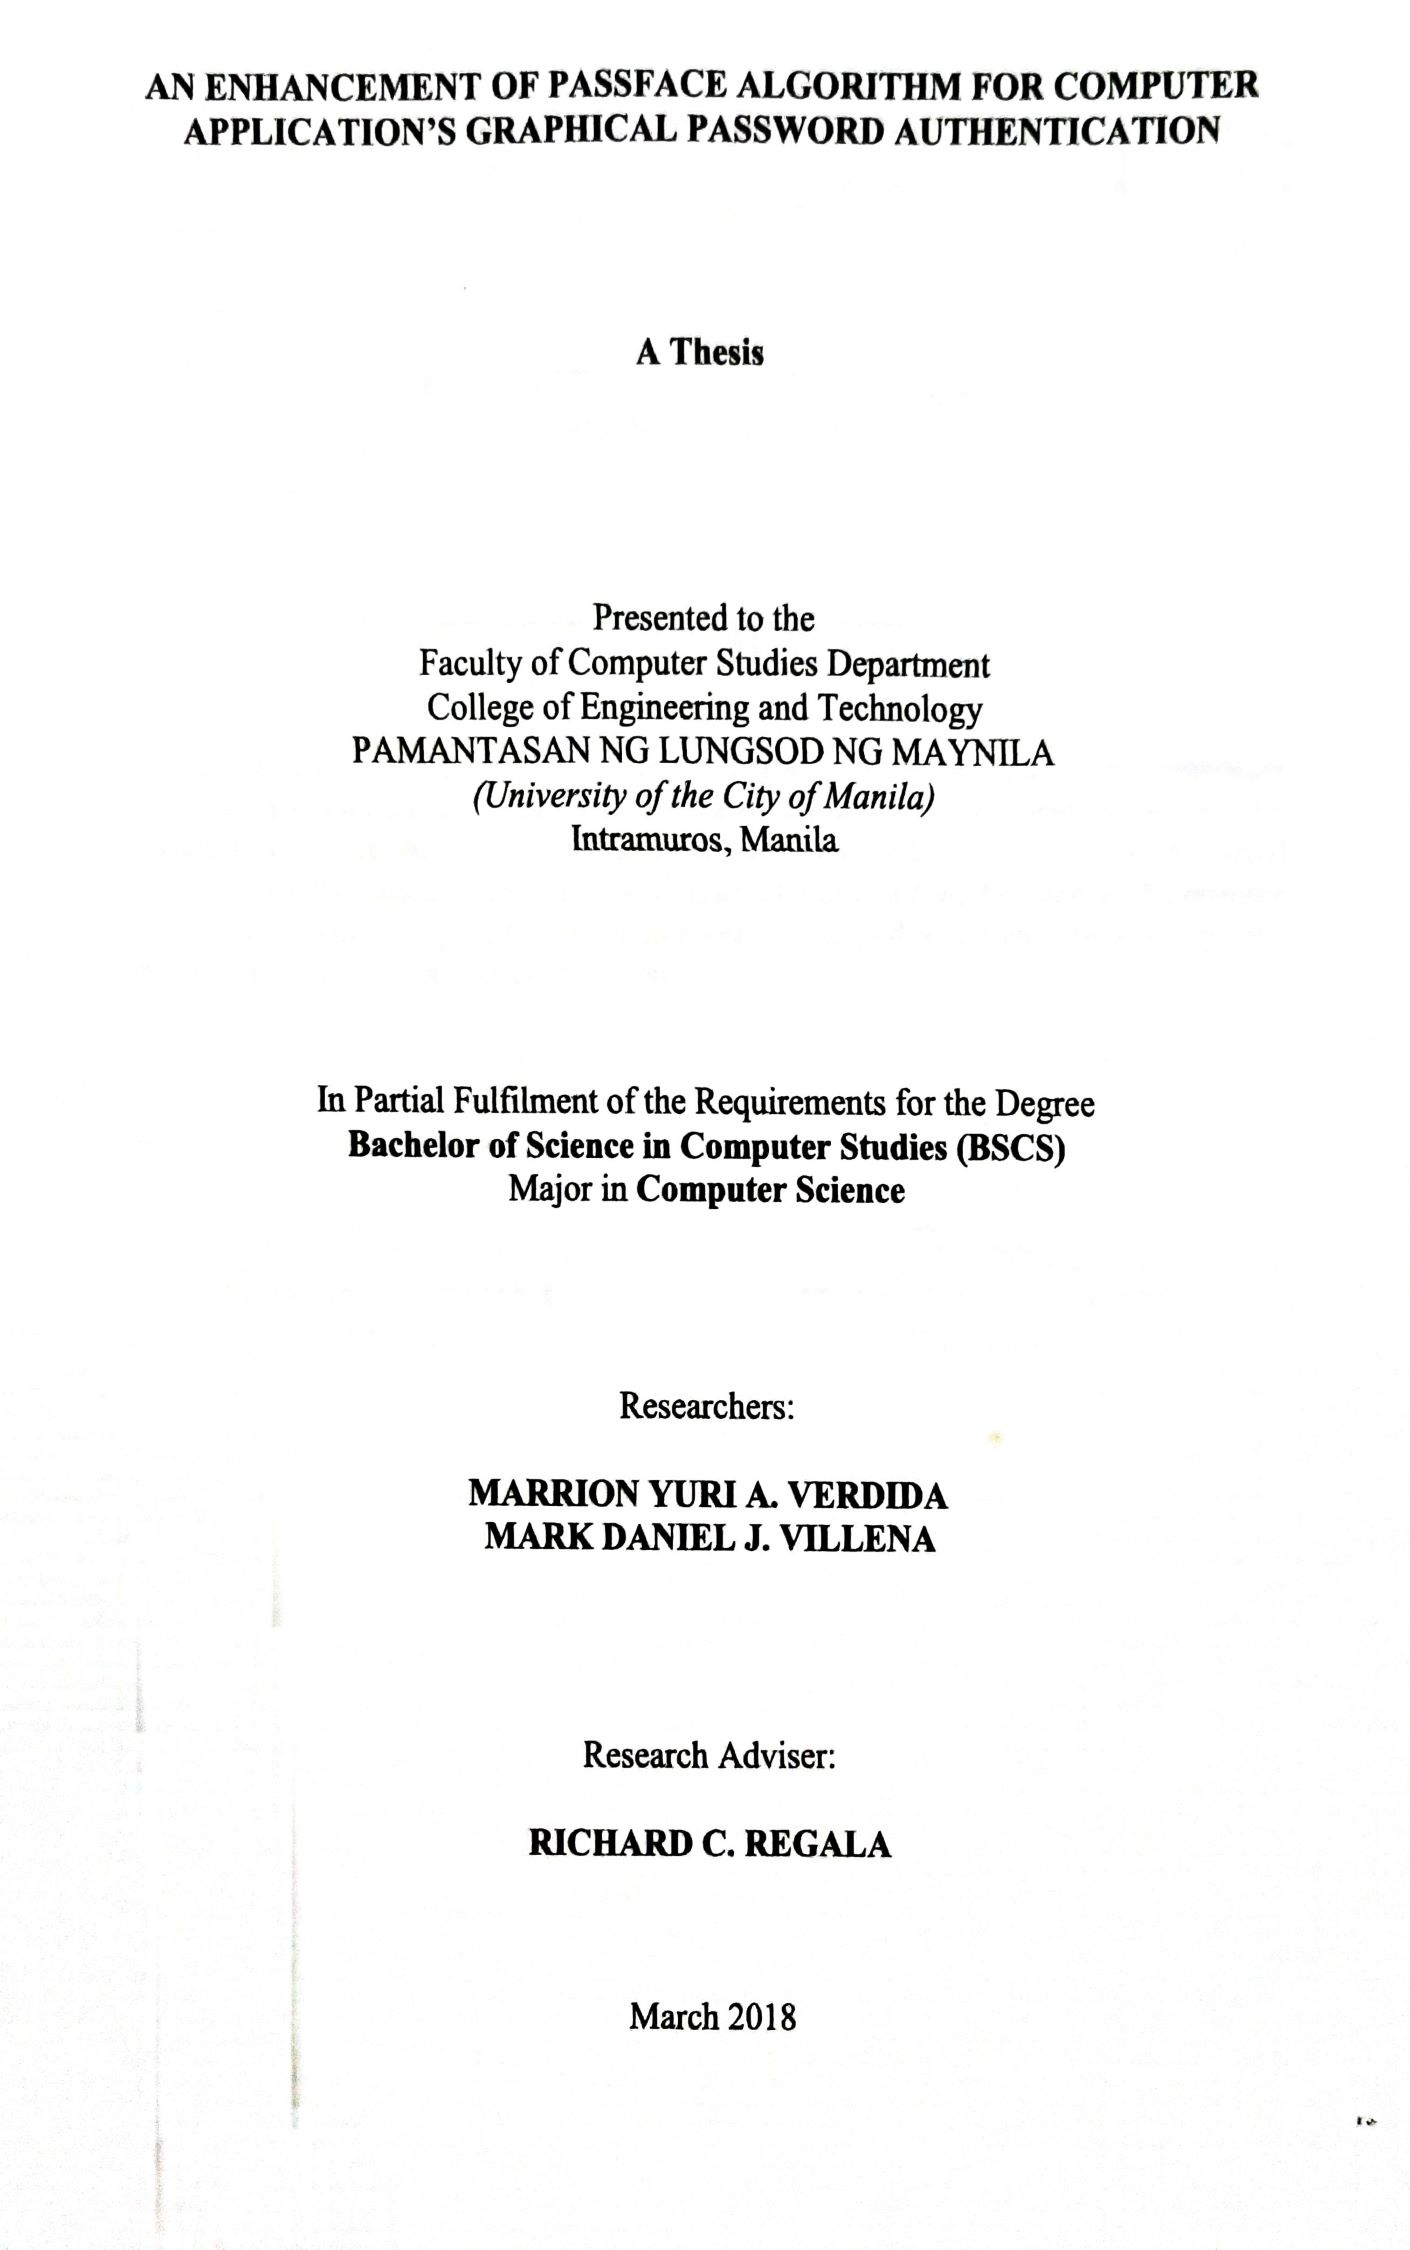 AN ENHANCEMENT OF PASSFACE ALGORITHM FOR COMPUTER
APPLICATION'S GRAPHICAL PASSWORD AUTHENTICATION
A Thesis
Presented to the
Faculty of Computer Studies Department
College of Engineering and Technology
PAMANTASAN NG LUNGSOD NG MAYNILA
(University of the City of Manila)
Intramuros, Manila
In Partial Fulfilment of the Requirements for the Degree
Bachelor of Science in Computer Studies (BSCS)
Major in Computer Science
Researchers:
MARRION YURI A. VERDIDA
MARK DANIEL J. VILLENA
Research Adviser:
RICHARD C. REGALA
March 2018